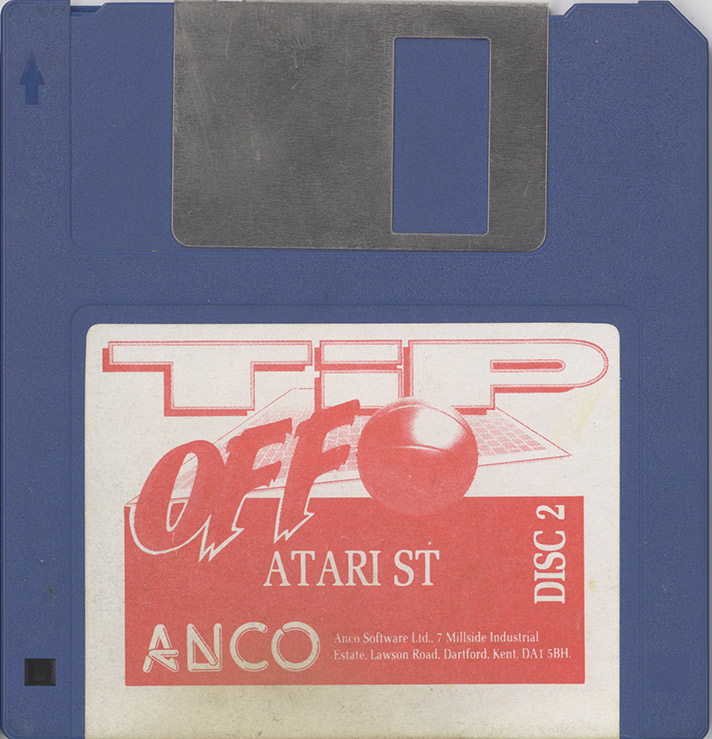 TiP
OFF
ATARI ST
DISC 2
ANCO
Anco Software Ltd., 7 Millside Industrial
Estate, Lawson Road, Dartford, Kent. DA1 5BH.